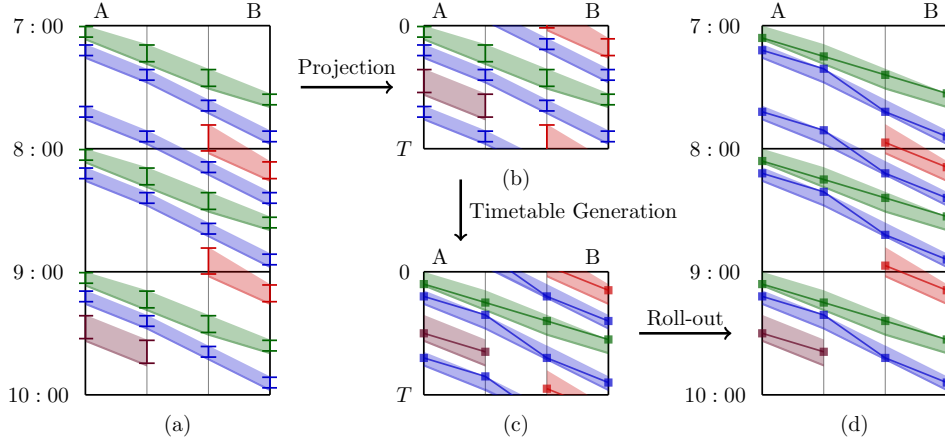 A B
7 : 00
8 : 00
9 : 00
10 : 00
(a)
Projection
0
T
(b)
Timetable Generation
A B
0
T
(c)
Roll-out
A B
7 : 00
8 : 00
9 : 00
10 : 00
(d)